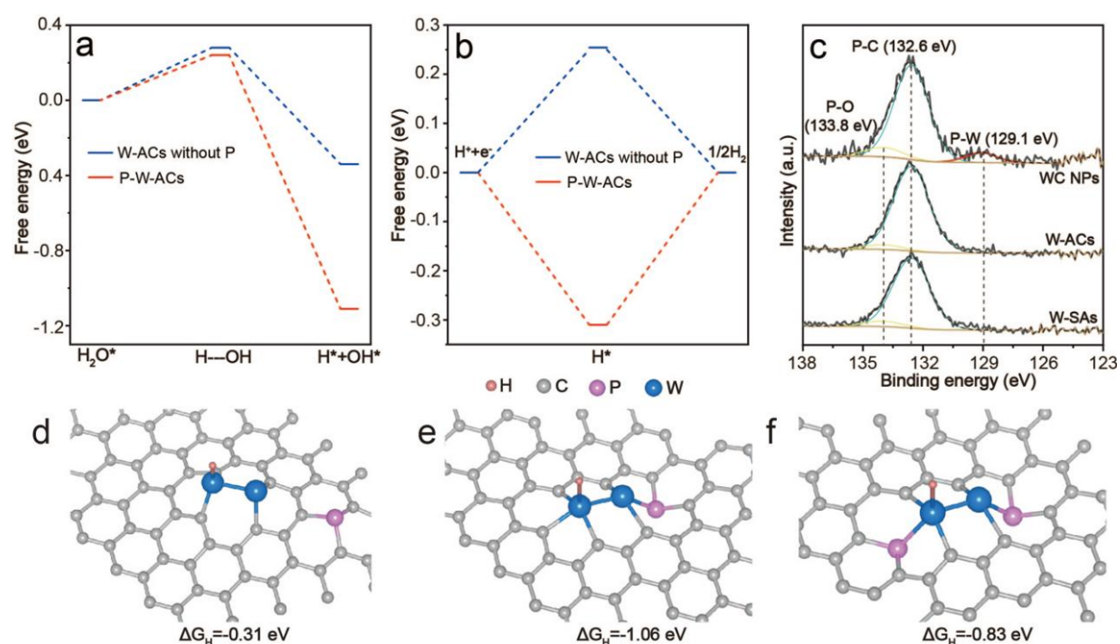 a
0.4
0.0
0.4
-0.8
-1.2
Free energy (eV)
W-ACs without P
P-W-ACs
H₂O*
H---OH
H*+OH*
b
0.3
0.2
0.1
0.0
-0.1
-0.2
-0.3
Free energy (eV)
H⁺+e⁻
1/2H₂
W-ACs without P
P-W-ACs
H*
c
P-C (132.6 eV)
P-O
(133.8 eV)
P-W (129.1 eV)
WC NPs
W-ACs
W-SAs
Intensity (a.u.)
138 135 132 129 126 123
Binding energy (eV)
H C P W
d
ΔG_H=-0.31 eV
e
ΔG_H=-1.06 eV
f
ΔG_H=-0.83 eV